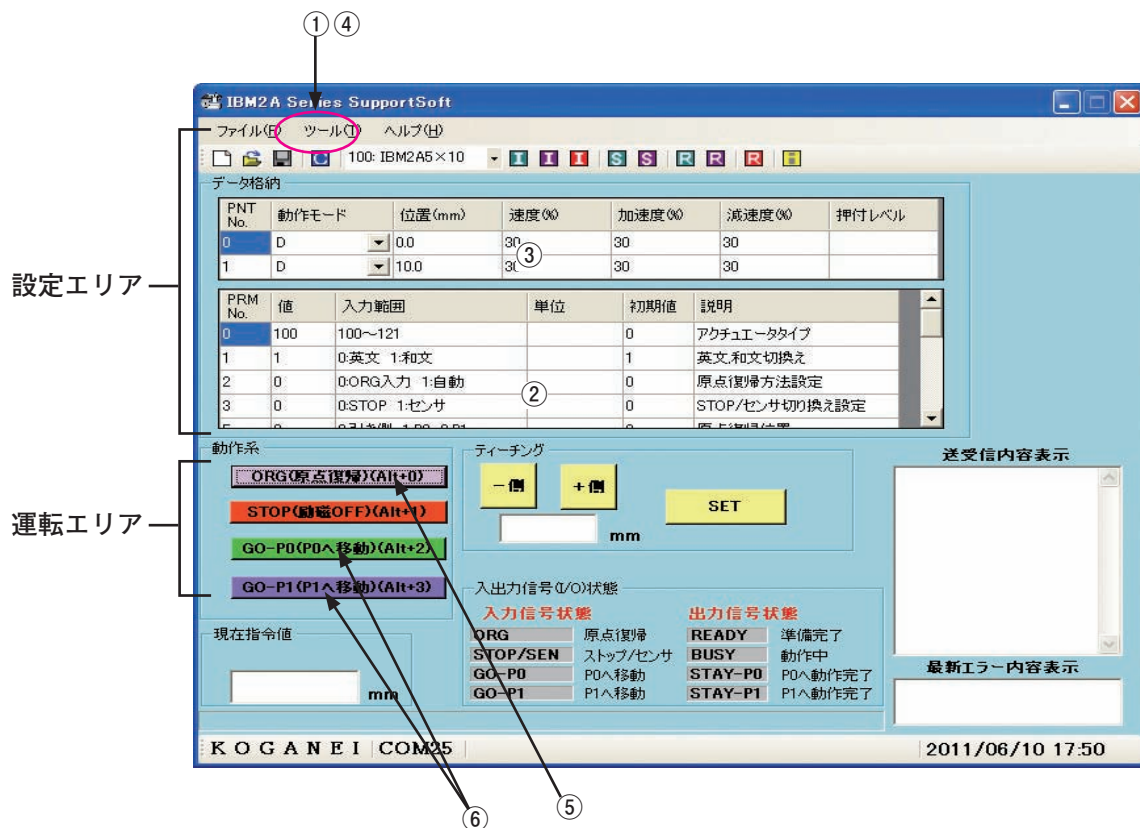 ① ④
IBM2A Series SupportSoft
ファイル(F) ツール(T) ヘルプ(H)
100: IBM2A5×10 I I I S S R R R
データ格納
PNT No. 動作モード 位置(mm) 速度(%) 加速度(%) 減速度(%) 押付レベル
0 D 0.0 30 30 30
1 D 10.0 30 30 30
③
設定エリア
PRM No. 値 入力範囲 単位 初期値 説明
0 100 100～121 0 アクチュエータタイプ
1 1 0:英文 1:和文 1 英文,和文切換え
2 0 0:ORG入力 1:自動 0 原点復帰方法設定
3 0 0:STOP 1:センサ 0 STOP/センサ切り換え設定
②
動作系
ORG(原点復帰)(Alt+0)
STOP(励磁OFF)(Alt+1)
GO-P0(P0へ移動)(Alt+2)
GO-P1(P1へ移動)(Alt+3)
運転エリア
ティーチング
－側 ＋側 SET
mm
送受信内容表示
入出力信号(I/O)状態
入力信号状態 出力信号状態
ORG 原点復帰 READY 準備完了
STOP/SEN ストップ/センサ BUSY 動作中
GO-P0 P0へ移動 STAY-P0 P0へ動作完了
GO-P1 P1へ移動 STAY-P1 P1へ動作完了
現在指令値
mm
最新エラー内容表示
KOGANEI COM25 2011/06/10 17:50
⑤
⑥